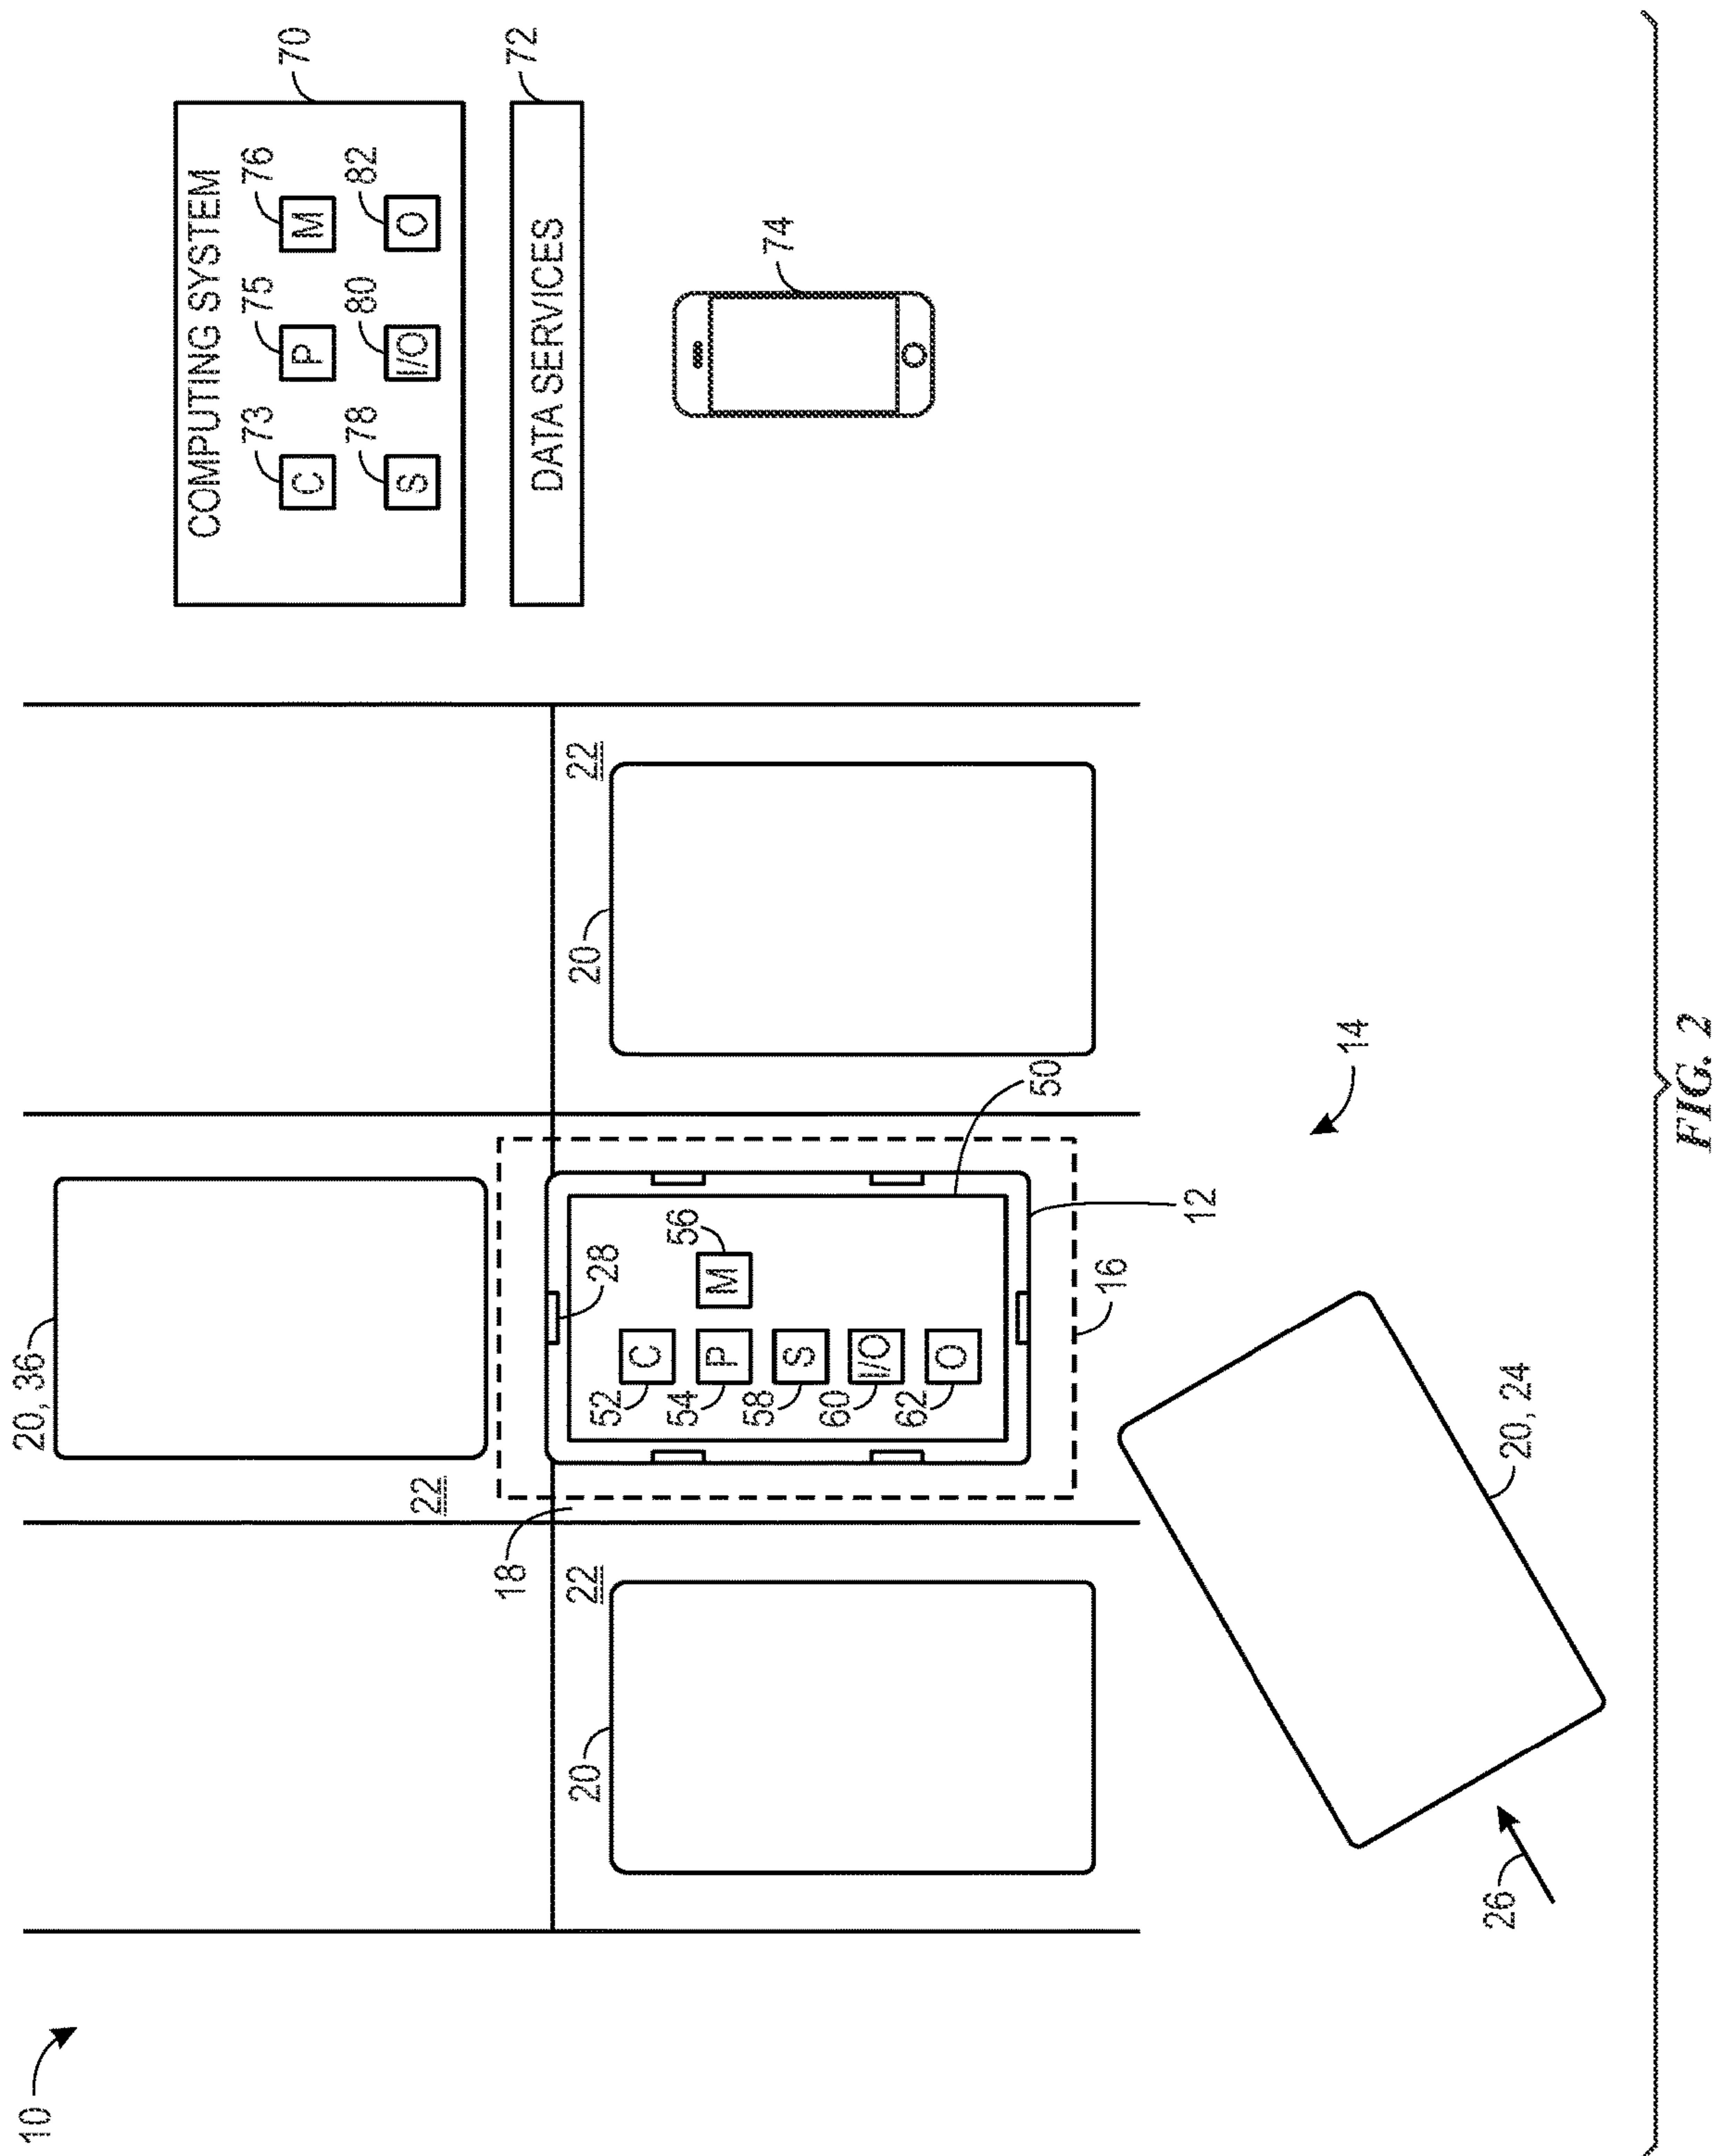 10
20, 36
COMPUTING SYSTEM
70
73
75
76
C
P
M
78
80
82
S
I/O
O
22
72
DATA SERVICES
18
20
22
28
20
22
74
52
C
54
P
56
M
58
S
60
I/O
62
O
50
16
12
14
26
20, 24
FIG. 2